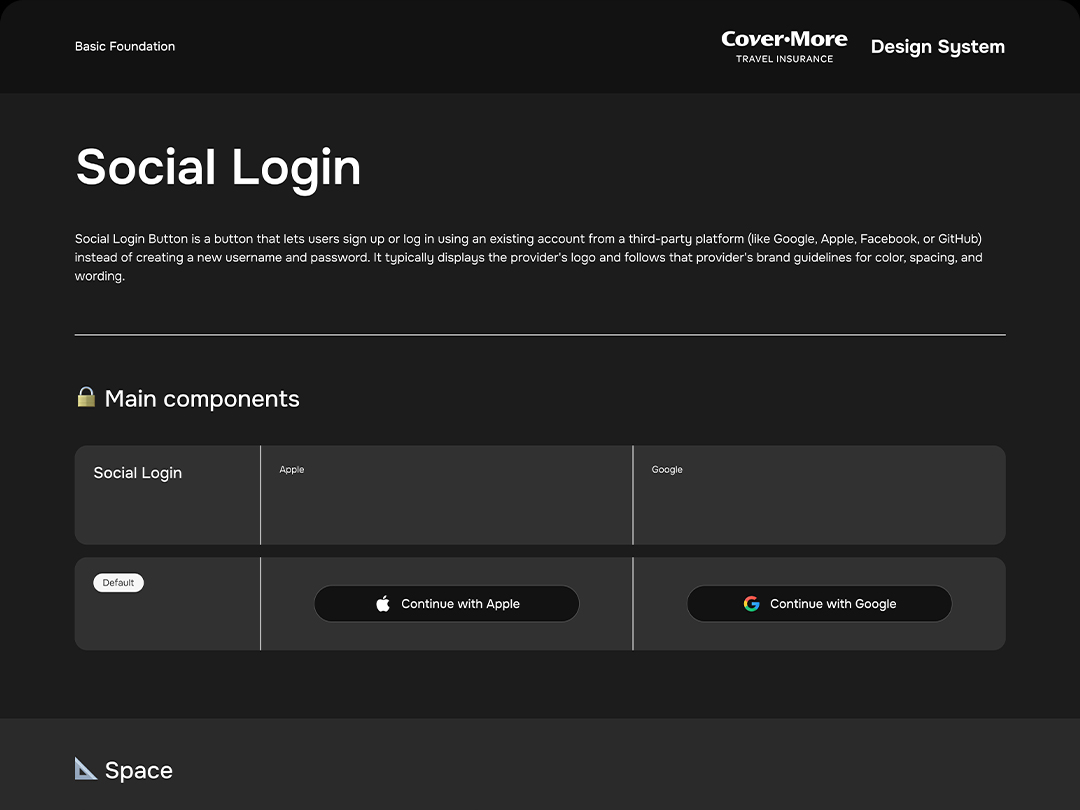 Basic Foundation
Cover•More
TRAVEL INSURANCE
Design System
Social Login
Social Login Button is a button that lets users sign up or log in using an existing account from a third-party platform (like Google, Apple, Facebook, or GitHub)
instead of creating a new username and password. It typically displays the provider's logo and follows that provider's brand guidelines for color, spacing, and
wording.
Main components
Social Login
Apple
Google
Default
Continue with Apple
Continue with Google
Space